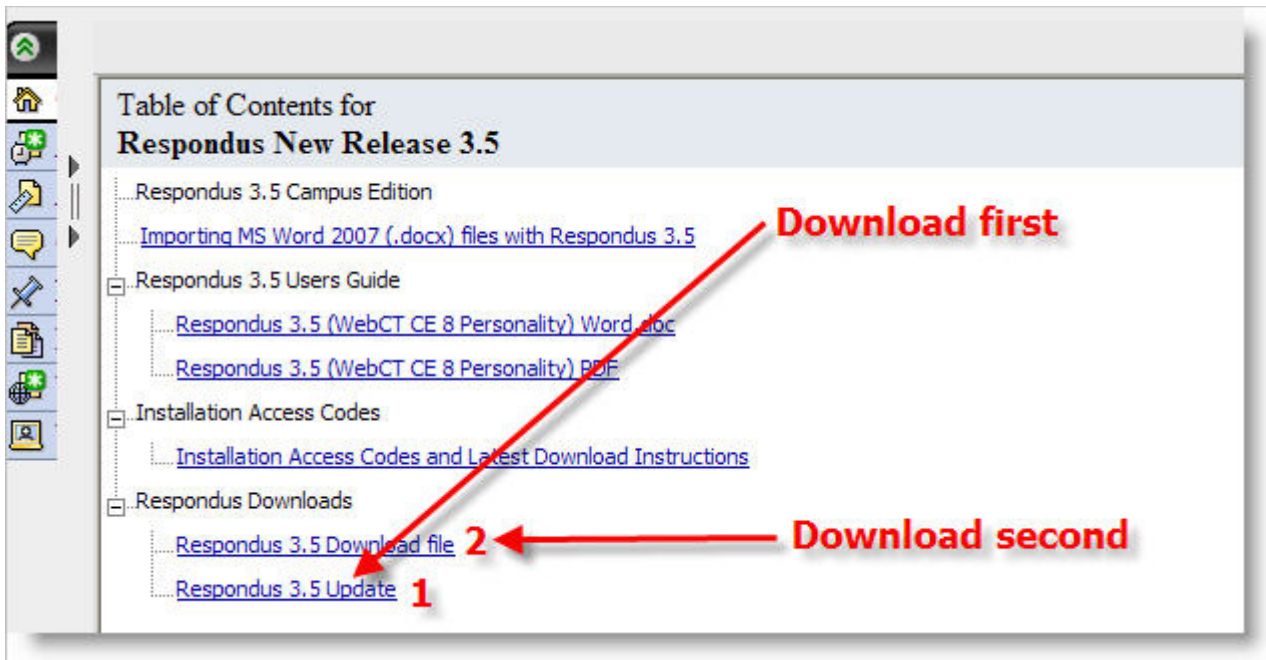 Table of Contents for
Respondus New Release 3.5
Respondus 3.5 Campus Edition
Importing MS Word 2007 (.docx) files with Respondus 3.5
Download first
Respondus 3.5 Users Guide
Respondus 3.5 (WebCT CE 8 Personality) Word.doc
Respondus 3.5 (WebCT CE 8 Personality) PDF
Installation Access Codes
Installation Access Codes and Latest Download Instructions
Respondus Downloads
Respondus 3.5 Download file 2 Download second
Respondus 3.5 Update 1